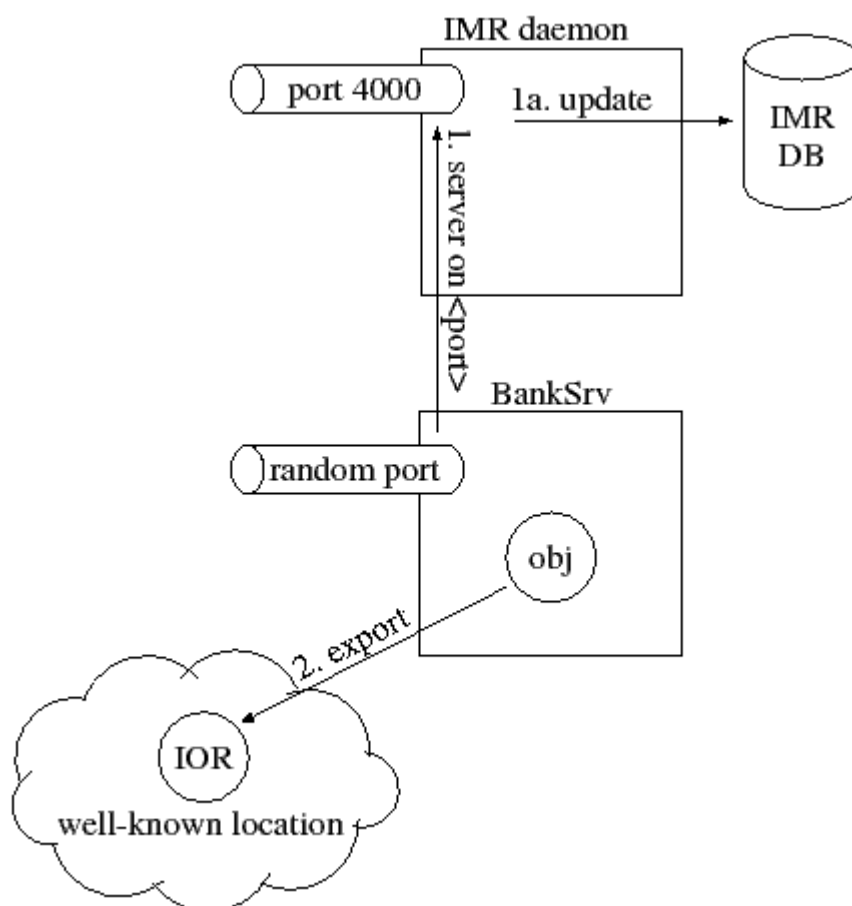 IMR daemon
port 4000
1a. update
IMR
DB
1. server on <port>
BankSrv
random port
obj
2. export
IOR
well-known location